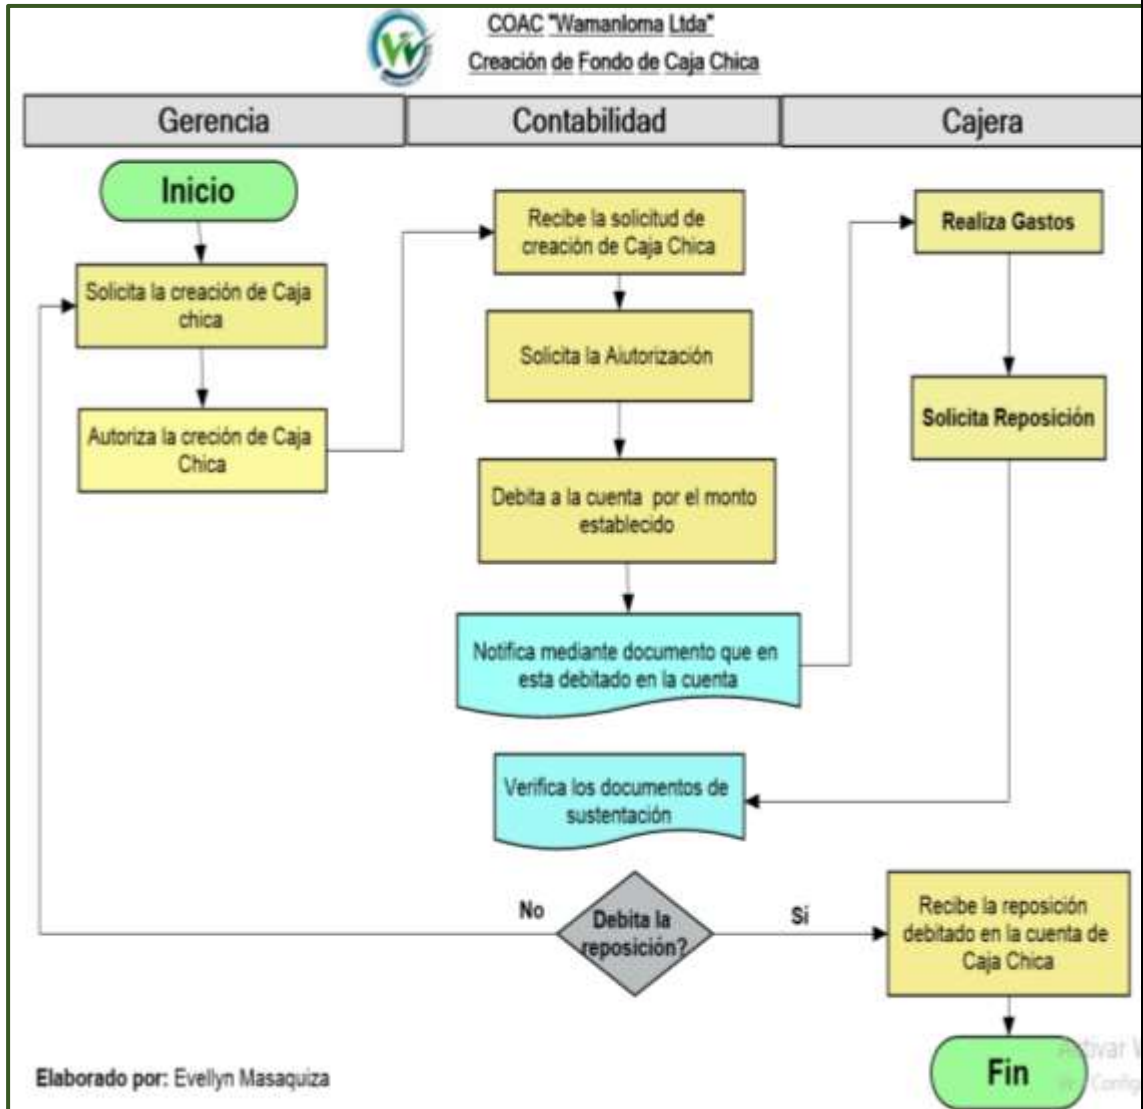 COAC "Wamanloma Ltda"
Creación de Fondo de Caja Chica
Gerencia
Contabilidad
Cajera
Inicio
Solicita la creación de Caja
chica
Autoriza la creción de Caja
Chica
Recibe la solicitud de
creación de Caja Chica
Solicita la Aiutorización
Debita a la cuenta por el monto
establecido
Notifica mediante documento que en
esta debitado en la cuenta
Realiza Gastos
Solicita Reposición
Verifica los documentos de
sustentación
Debita la
reposición?
No
Si
Recibe la reposición
debitado en la cuenta de
Caja Chica
Fin
Elaborado por: Evellyn Masaquiza